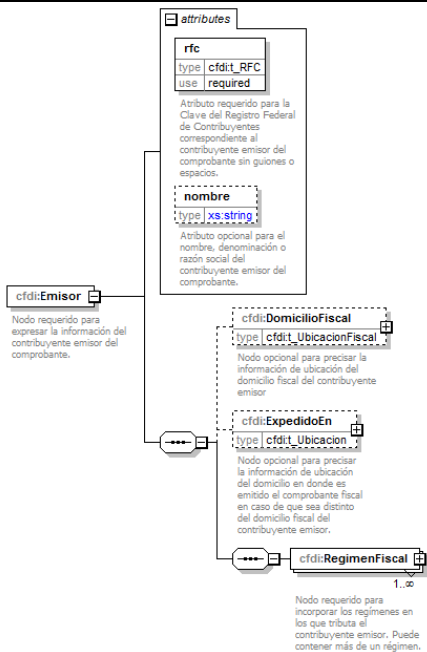 attributes
rfc
type cfdi:t_RFC
use required
Atributo requerido para la
Clave del Registro Federal
de Contribuyentes
correspondiente al
contribuyente emisor del
comprobante sin guiones o
espacios.
nombre
type xs:string
Atributo opcional para el
nombre, denominación o
razón social del
contribuyente emisor del
comprobante.
cfdi:Emisor
Nodo requerido para
expresar la información del
contribuyente emisor del
comprobante.
cfdi:DomicilioFiscal
type cfdi:t_UbicacionFiscal
Nodo opcional para precisar la
información de ubicación del
domicilio fiscal del contribuyente
emisor
cfdi:ExpedidoEn
type cfdi:t_Ubicacion
Nodo opcional para precisar
la información de ubicación
del domicilio en donde es
emitido el comprobante fiscal
en caso de que sea distinto
del domicilio fiscal del
contribuyente emisor.
cfdi:RegimenFiscal
1..∞
Nodo requerido para
incorporar los regímenes en
los que tributa el
contribuyente emisor. Puede
contener más de un régimen.